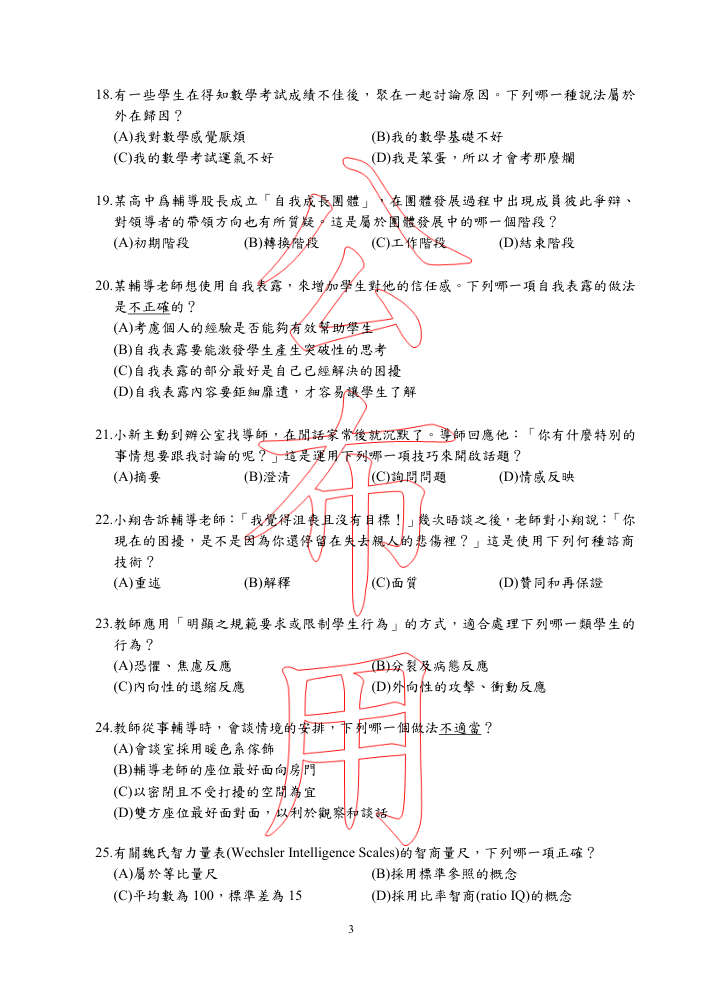 18.有一些學生在得知數學考試成績不佳後，聚在一起討論原因。下列哪一種說法屬於
外在歸因？
(A)我對數學感覺厭煩 (B)我的數學基礎不好
(C)我的數學考試運氣不好 (D)我是笨蛋，所以才會考那麼爛
19.某高中為輔導股長成立「自我成長團體」，在團體發展過程中出現成員彼此爭辯、
對領導者的帶領方向也有所質疑。這是屬於團體發展中的哪一個階段？
(A)初期階段 (B)轉換階段 (C)工作階段 (D)結束階段
20.某輔導老師想使用自我表露，來增加學生對他的信任感。下列哪一項自我表露的做法
是不正確的？
(A)考慮個人的經驗是否能夠有效幫助學生
(B)自我表露要能激發學生產生突破性的思考
(C)自我表露的部分最好是自己已經解決的困擾
(D)自我表露內容要鉅細靡遺，才容易讓學生了解
21.小新主動到辦公室找導師，在閒話家常後就沉默了。導師回應他：「你有什麼特別的
事情想要跟我討論的呢？」這是運用下列哪一項技巧來開啟話題？
(A)摘要 (B)澄清 (C)詢問問題 (D)情感反映
22.小翔告訴輔導老師：「我覺得沮喪且沒有目標！」幾次晤談之後，老師對小翔說：「你
現在的困擾，是不是因為你還停留在失去親人的悲傷裡？」這是使用下列何種諮商
技術？
(A)重述 (B)解釋 (C)面質 (D)贊同和再保證
23.教師應用「明顯之規範要求或限制學生行為」的方式，適合處理下列哪一類學生的
行為？
(A)恐懼、焦慮反應 (B)分裂及病態反應
(C)內向性的退縮反應 (D)外向性的攻擊、衝動反應
24.教師從事輔導時，會談情境的安排，下列哪一個做法不適當？
(A)會談室採用暖色系傢飾
(B)輔導老師的座位最好面向房門
(C)以密閉且不受打擾的空間為宜
(D)雙方座位最好面對面，以利於觀察和談話
25.有關魏氏智力量表(Wechsler Intelligence Scales)的智商量尺，下列哪一項正確？
(A)屬於等比量尺 (B)採用標準參照的概念
(C)平均數為 100，標準差為 15 (D)採用比率智商(ratio IQ)的概念
3
公布用